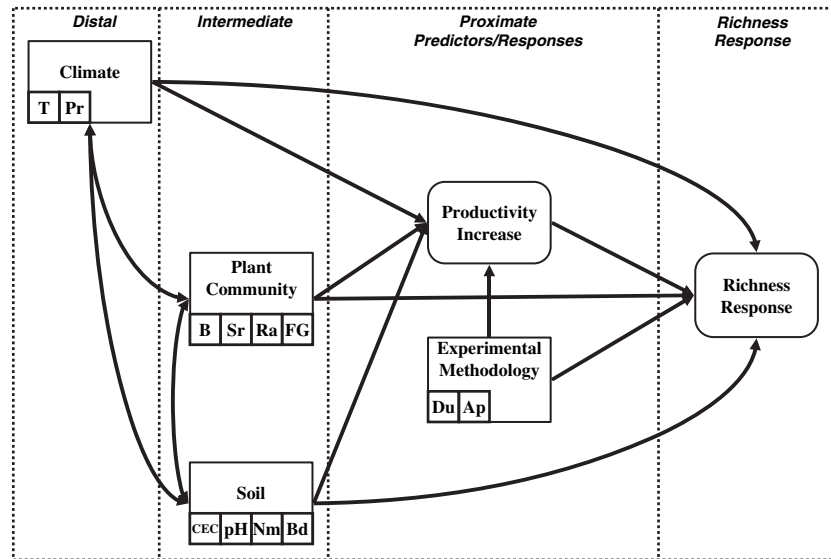 Distal
Intermediate
Proximate
Predictors/Responses
Richness
Response
Climate
T Pr
Productivity
Increase
Plant
Community
B Sr Ra FG
Richness
Response
Experimental
Methodology
Du Ap
Soil
CEC pH Nm Bd